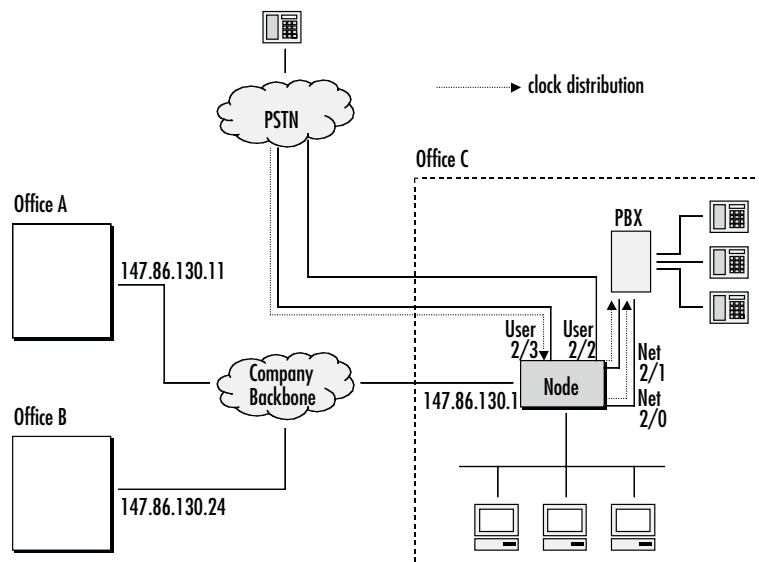 PSTN
clock distribution
Office C
Office A
PBX
147.86.130.11
User
2/3
User
2/2
Net
2/1
Company
Backbone
Node
147.86.130.1
Net
2/0
Office B
147.86.130.24